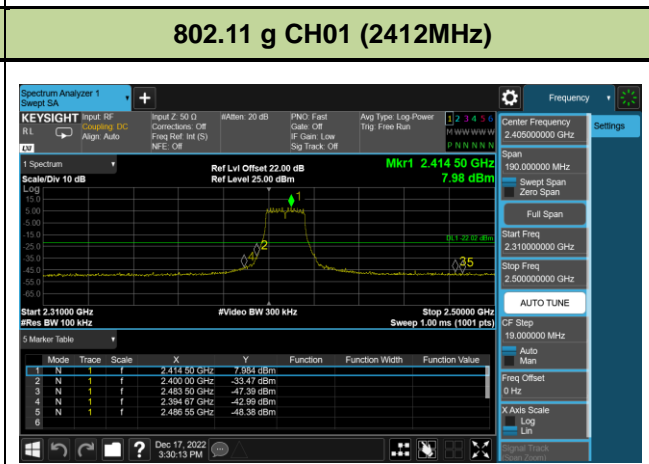 802.11 g CH01 (2412MHz)
Spectrum Analyzer 1
Swept SA
Frequency
KEYSIGHT
RL
Input: RF
Coupling: DC
Align: Auto
Input Z: 50 Ω
Corrections: Off
Freq Ref: Int (S)
NFE: Off
#Atten: 20 dB
PNO: Fast
Gate: Off
IF Gain: Low
Sig Track: Off
Avg Type: Log-Power
Trig: Free Run
1 2 3 4 5 6
M W W W W W
P N N N N N
Center Frequency
2.405000000 GHz
Settings
Span
190.000000 MHz
Swept Span
Zero Span
Full Span
Start Freq
2.310000000 GHz
Stop Freq
2.500000000 GHz
AUTO TUNE
CF Step
19.000000 MHz
Auto
Man
Freq Offset
0 Hz
X Axis Scale
Log
Lin
Signal Track
(Span Zoom)
1 Spectrum
Scale/Div 10 dB
Ref Lvl Offset 22.00 dB
Ref Level 25.00 dBm
Mkr1 2.414 50 GHz
7.98 dBm
Log
15.0
5.00
-5.00
-15.0
-25.0
-35.0
-45.0
-55.0
-65.0
1
2
4
3
5
DL1 -22.02 dBm
Start 2.31000 GHz
#Res BW 100 kHz
#Video BW 300 kHz
Stop 2.50000 GHz
Sweep 1.00 ms (1001 pts)
5 Marker Table
Mode Trace Scale X Y Function Function Width Function Value
1 N 1 f 2.414 50 GHz 7.984 dBm
2 N 1 f 2.400 00 GHz -33.47 dBm
3 N 1 f 2.483 50 GHz -47.39 dBm
4 N 1 f 2.394 67 GHz -42.99 dBm
5 N 1 f 2.486 55 GHz -48.38 dBm
6
?
Dec 17, 2022
3:30:13 PM